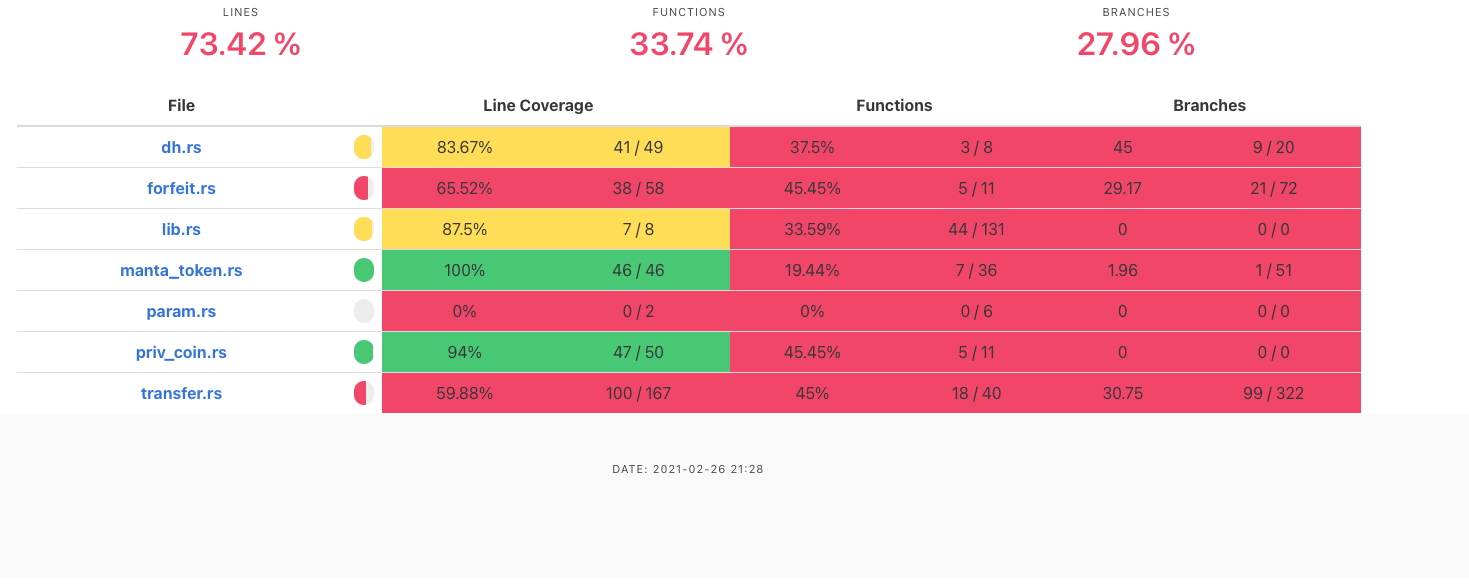 LINES FUNCTIONS BRANCHES
73.42 % 33.74 % 27.96 %
File Line Coverage Functions Branches
dh.rs 83.67% 41 / 49 37.5% 3 / 8 45 9 / 20
forfeit.rs 65.52% 38 / 58 45.45% 5 / 11 29.17 21 / 72
lib.rs 87.5% 7 / 8 33.59% 44 / 131 0 0 / 0
manta_token.rs 100% 46 / 46 19.44% 7 / 36 1.96 1 / 51
param.rs 0% 0 / 2 0% 0 / 6 0 0 / 0
priv_coin.rs 94% 47 / 50 45.45% 5 / 11 0 0 / 0
transfer.rs 59.88% 100 / 167 45% 18 / 40 30.75 99 / 322
DATE: 2021-02-26 21:28